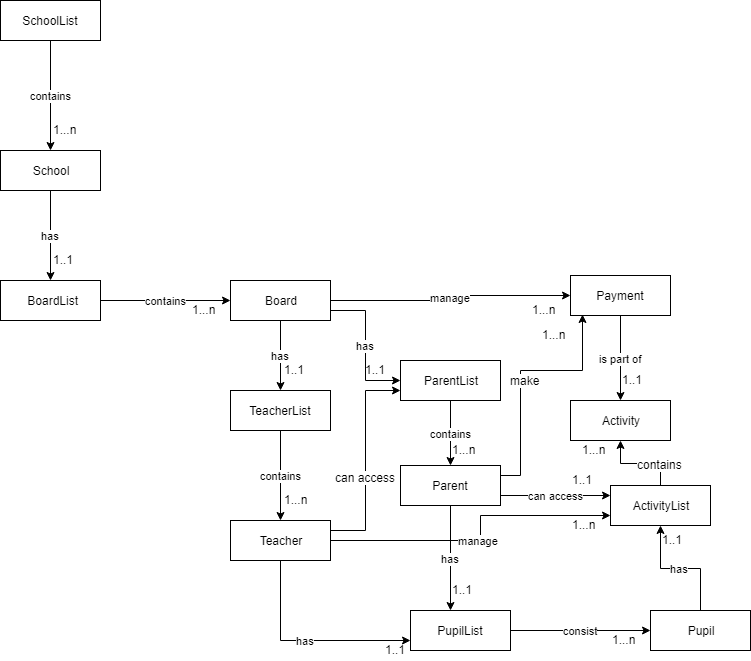 SchoolList
contains
1...n
School
has
1..1
BoardList
contains
1...n
Board
manage
1...n
Payment
has
1..1
has
1..1
1...n
make
is part of
1..1
ParentList
TeacherList
contains
1...n
Activity
1...n
contains
contains
1...n
can access
Parent
can access
1..1
ActivityList
Teacher
manage
1...n
has
1..1
1..1
has
has
1..1
PupilList
consist
1...n
Pupil